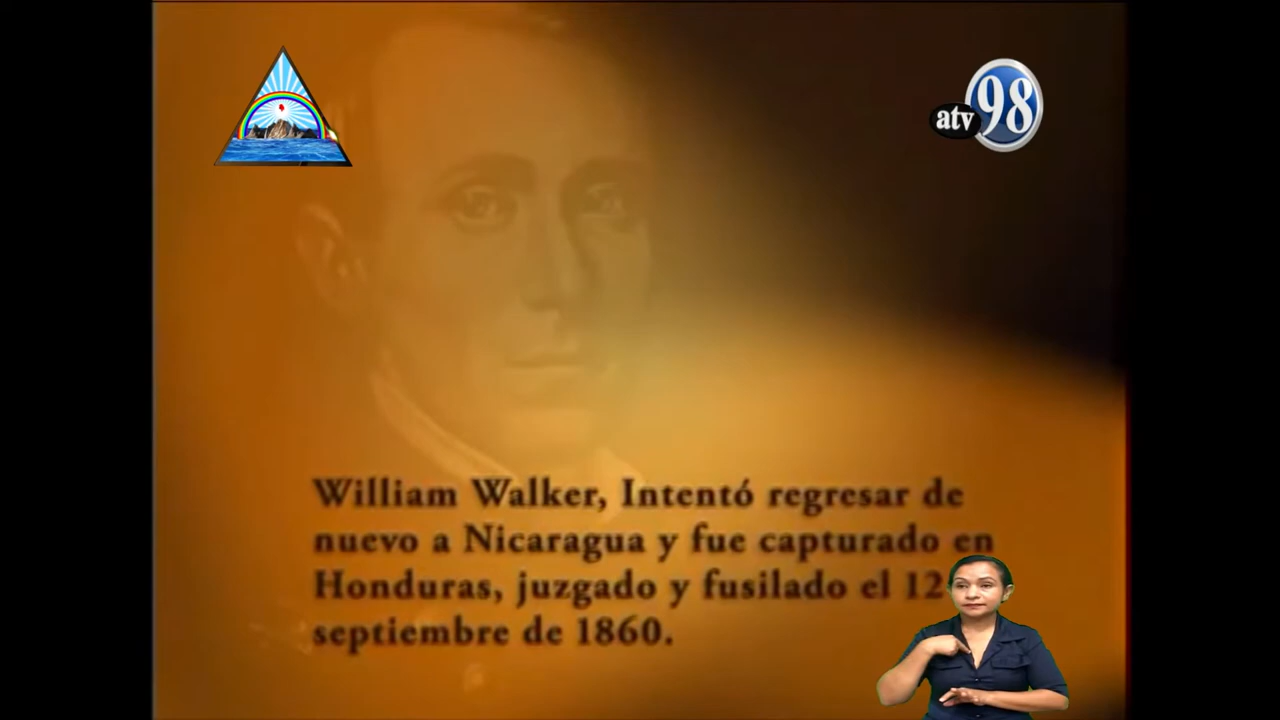 atv 98
William Walker, Intentó regresar de
nuevo a Nicaragua y fue capturado en
Honduras, juzgado y fusilado el 12
septiembre de 1860.